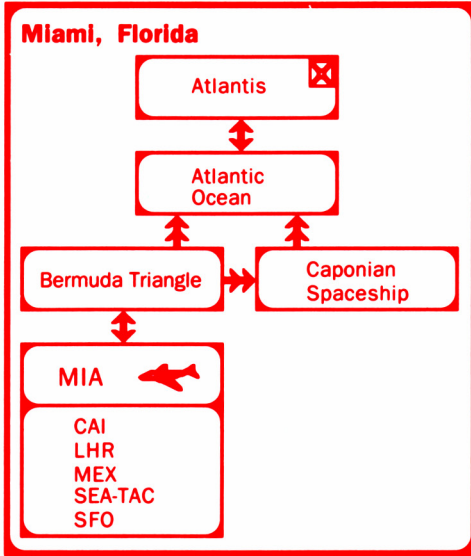 Miami, Florida
Atlantis
Atlantic
Ocean
Bermuda Triangle
Caponian
Spaceship
MIA
CAI
LHR
MEX
SEA-TAC
SFO